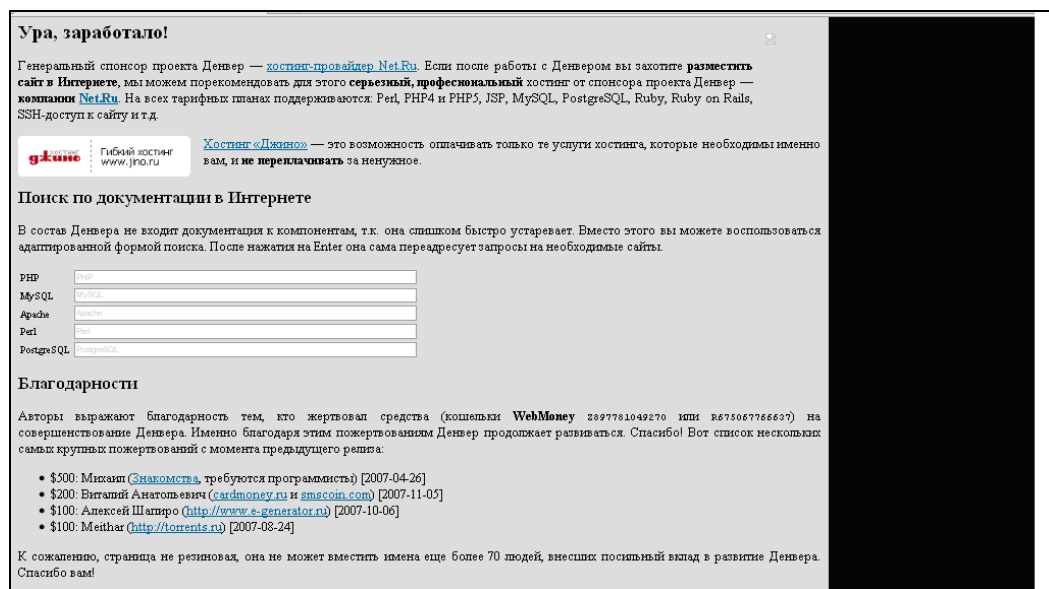 Ура, заработало!
Генеральный спонсор проекта Денвер — хостинг-провайдер Net.Ru. Если после работы с Денвером вы захотите разместить
сайт в Интернете, мы можем порекомендовать для этого серьезный, професиональный хостинг от спонсора проекта Денвер —
компании Net.Ru. На всех тарифных планах поддерживаются: Perl, PHP4 и PHP5, JSP, MySQL, PostgreSQL, Ruby, Ruby on Rails,
SSH-доступ к сайту и т.д.
хостинг
джино
Гибкий хостинг
www.jino.ru
Хостинг «Джино» — это возможность оплачивать только те услуги хостинга, которые необходимы именно
вам, и не переплачивать за ненужное.
Поиск по документации в Интернете
В состав Денвера не входит документация к компонентам, т.к. она слишком быстро устаревает. Вместо этого вы можете воспользоваться
адаптированной формой поиска. После нажатия на Enter она сама переадресует запросы на необходимые сайты.
PHP PHP
MySQL MySQL
Apache Apache
Perl Perl
PostgreSQL PostgreSQL
Благодарности
Авторы выражают благодарность тем, кто жертвовал средства (кошельки WebMoney Z897781049270 или R675067766637) на
совершенствование Денвера. Именно благодаря этим пожертвованиям Денвер продолжает развиваться. Спасибо! Вот список нескольких
самых крупных пожертвований с момента предыдущего релиза:
• $500: Михаил (Знакомства, требуются программисты) [2007-04-26]
• $200: Виталий Анатольевич (cardmoney.ru и smscoin.com) [2007-11-05]
• $100: Алексей Шапиро (http://www.e-generator.ru) [2007-10-06]
• $100: Meithar (http://torrents.ru) [2007-08-24]
К сожалению, страница не резиновая, она не может вместить имена еще более 70 людей, внесших посильный вклад в развитие Денвера.
Спасибо вам!